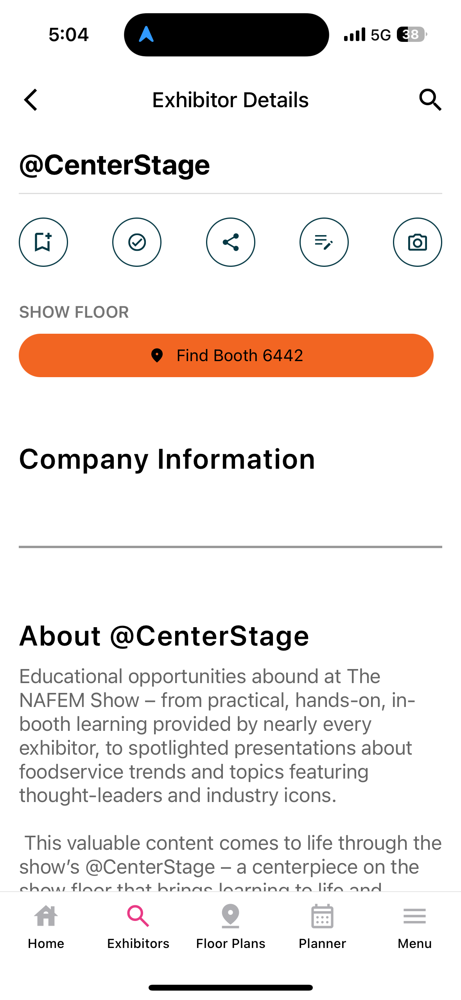 5:04
5G
38
Exhibitor Details
@CenterStage
SHOW FLOOR
Find Booth 6442
Company Information
About @CenterStage
Educational opportunities abound at The
NAFEM Show – from practical, hands-on, in-
booth learning provided by nearly every
exhibitor, to spotlighted presentations about
foodservice trends and topics featuring
thought-leaders and industry icons.
This valuable content comes to life through the
show’s @CenterStage – a centerpiece on the
show floor that brings learning to life and
Home
Exhibitors
Floor Plans
Planner
Menu